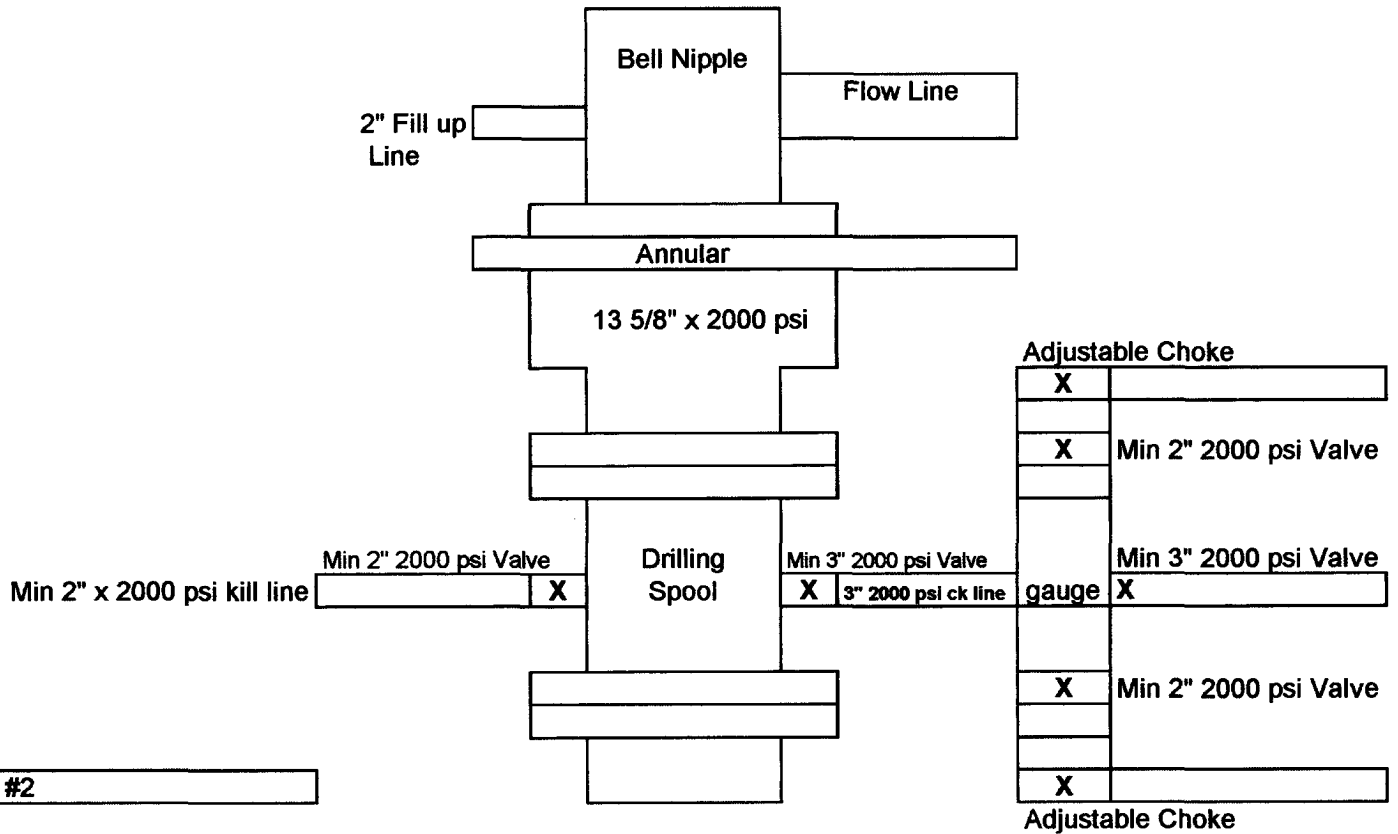 Bell Nipple
Flow Line
2" Fill up
Line
Annular
13 5/8" x 2000 psi
Adjustable Choke
X
X Min 2" 2000 psi Valve
Min 2" 2000 psi Valve
Drilling
Spool
Min 3" 2000 psi Valve
Min 3" 2000 psi Valve
Min 2" x 2000 psi kill line
X
X
3" 2000 psi ck line
gauge
X
X Min 2" 2000 psi Valve
#2
X
Adjustable Choke